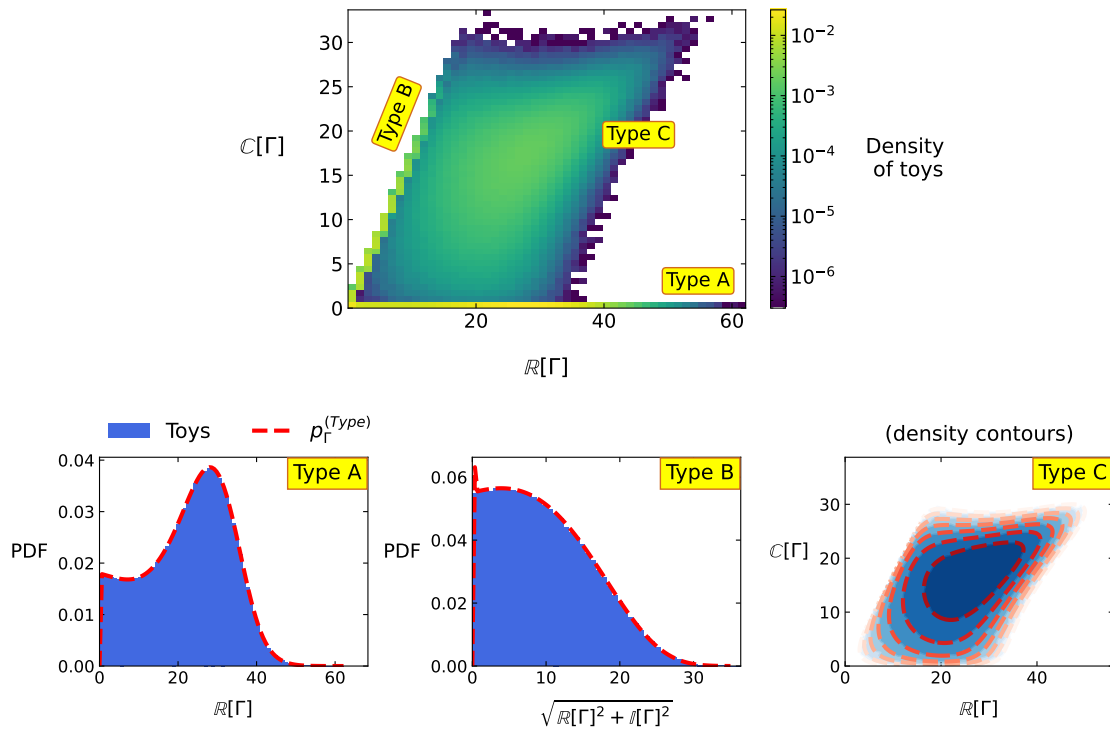 30
25
20
15
10
5
0
ℂ[Γ]
Type B
Type C
Type A
20
40
60
ℝ[Γ]
10⁻²
10⁻³
10⁻⁴
10⁻⁵
10⁻⁶
Density
of toys
Toys
p_Γ^(Type)
(density contours)
Type A
0.04
0.03
0.02
0.01
0.00
PDF
0
20
40
60
ℝ[Γ]
Type B
0.06
0.04
0.02
0.00
PDF
0
10
20
30
√ℝ[Γ]² + 𝕀[Γ]²
Type C
30
20
10
0
ℂ[Γ]
0
20
40
ℝ[Γ]